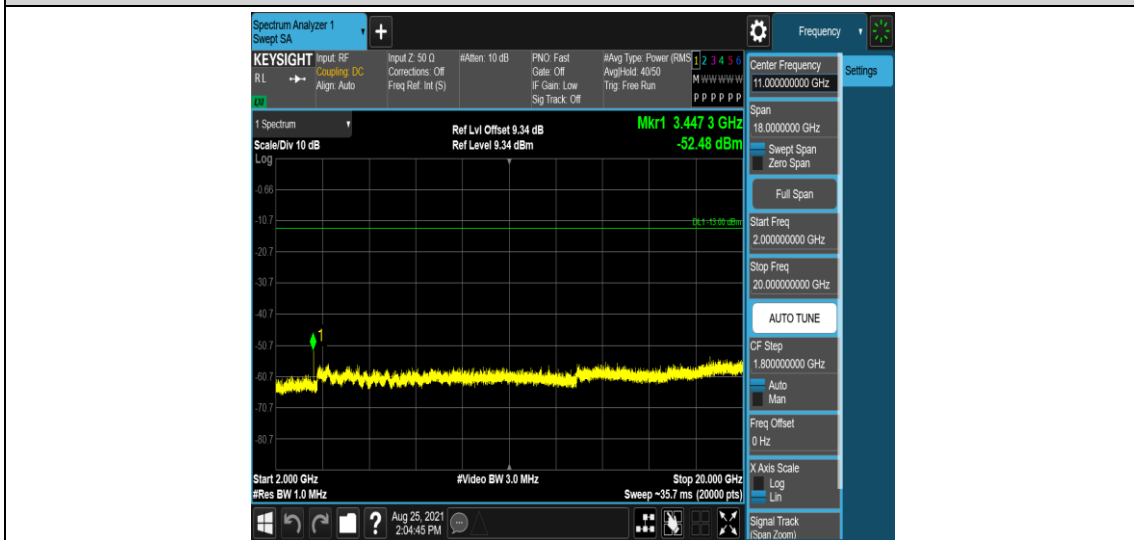 Spectrum Analyzer 1
Swept SA
+
Frequency
KEYSIGHT
RL
LXI
Input: RF
Coupling: DC
Align: Auto
Input Z: 50 Ω
Corrections: Off
Freq Ref: Int (S)
#Atten: 10 dB
PNO: Fast
Gate: Off
IF Gain: Low
Sig Track: Off
#Avg Type: Power (RMS
Avg|Hold: 40/50
Trig: Free Run
1 2 3 4 5 6
M W W W W W
P P P P P P
1 Spectrum
Scale/Div 10 dB
Log
Ref Lvl Offset 9.34 dB
Ref Level 9.34 dBm
Mkr1 3.447 3 GHz
-52.48 dBm
-0.66
-10.7
DL1 -13.00 dBm
-20.7
-30.7
-40.7
1
-50.7
-60.7
-70.7
-80.7
Start 2.000 GHz
#Res BW 1.0 MHz
#Video BW 3.0 MHz
Stop 20.000 GHz
Sweep ~35.7 ms (20000 pts)
?
Aug 25, 2021
2:04:45 PM
Center Frequency
11.000000000 GHz
Settings
Span
18.0000000 GHz
Swept Span
Zero Span
Full Span
Start Freq
2.000000000 GHz
Stop Freq
20.000000000 GHz
AUTO TUNE
CF Step
1.800000000 GHz
Auto
Man
Freq Offset
0 Hz
X Axis Scale
Log
Lin
Signal Track
(Span Zoom)